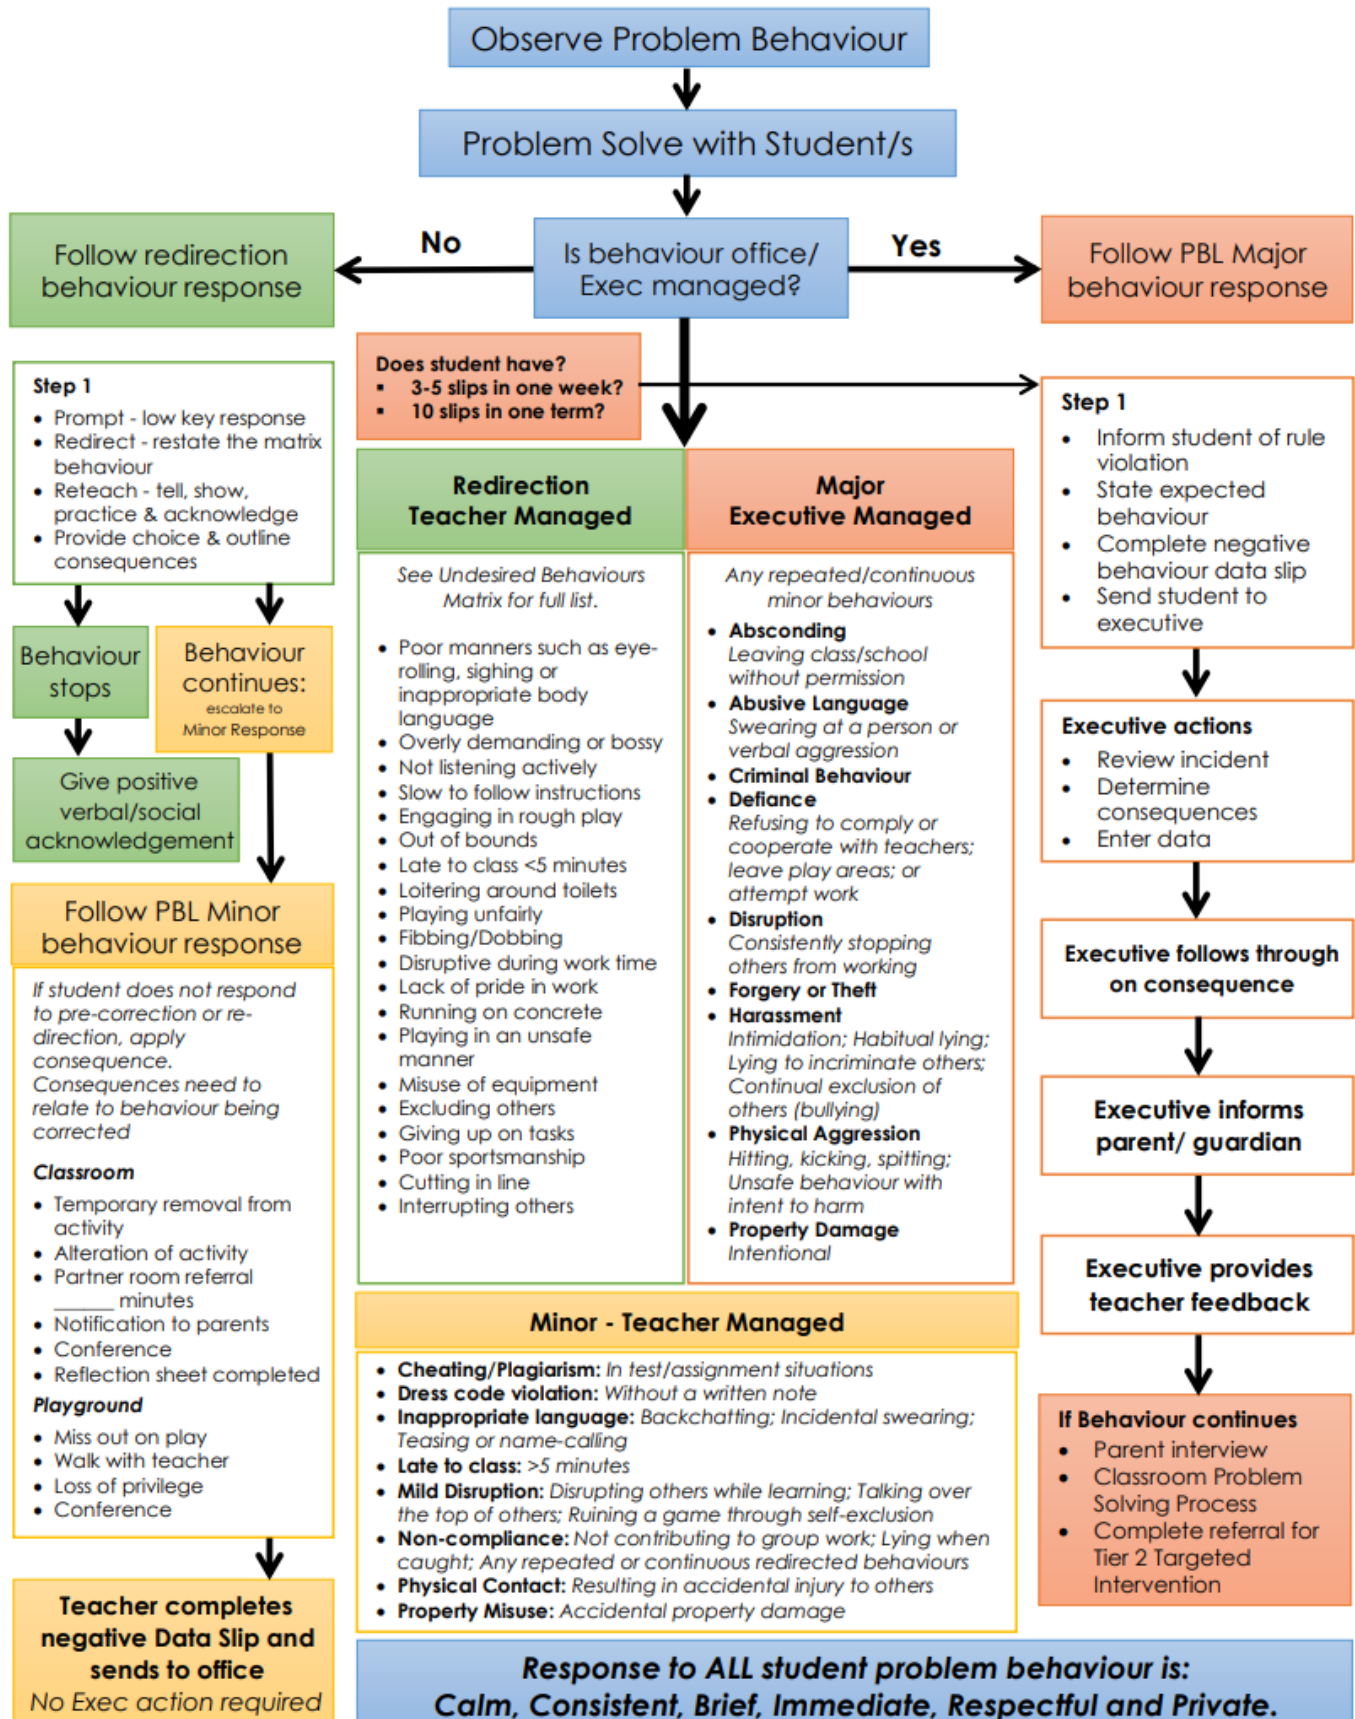 Observe Problem Behaviour
Problem Solve with Student/s
Is behaviour office/
Exec managed?
No
Yes
Follow redirection
behaviour response
Follow PBL Major
behaviour response
Step 1
• Prompt - low key response
• Redirect - restate the matrix
behaviour
• Reteach - tell, show,
practice & acknowledge
• Provide choice & outline
consequences
Behaviour
stops
Behaviour
continues:
escalate to
Minor Response
Give positive
verbal/social
acknowledgement
Follow PBL Minor
behaviour response
If student does not respond
to pre-correction or re-
direction, apply
consequence.
Consequences need to
relate to behaviour being
corrected
Classroom
• Temporary removal from
activity
• Alteration of activity
• Partner room referral
______ minutes
• Notification to parents
• Conference
• Reflection sheet completed
Playground
• Miss out on play
• Walk with teacher
• Loss of privilege
• Conference
Teacher completes
negative Data Slip and
sends to office
No Exec action required
Does student have?
▪ 3-5 slips in one week?
▪ 10 slips in one term?
Redirection
Teacher Managed
See Undesired Behaviours
Matrix for full list.
• Poor manners such as eye-
rolling, sighing or
inappropriate body
language
• Overly demanding or bossy
• Not listening actively
• Slow to follow instructions
• Engaging in rough play
• Out of bounds
• Late to class <5 minutes
• Loitering around toilets
• Playing unfairly
• Fibbing/Dobbing
• Disruptive during work time
• Lack of pride in work
• Running on concrete
• Playing in an unsafe
manner
• Misuse of equipment
• Excluding others
• Giving up on tasks
• Poor sportsmanship
• Cutting in line
• Interrupting others
Major
Executive Managed
Any repeated/continuous
minor behaviours
• Absconding
Leaving class/school
without permission
• Abusive Language
Swearing at a person or
verbal aggression
• Criminal Behaviour
• Defiance
Refusing to comply or
cooperate with teachers;
leave play areas; or
attempt work
• Disruption
Consistently stopping
others from working
• Forgery or Theft
• Harassment
Intimidation; Habitual lying;
Lying to incriminate others;
Continual exclusion of
others (bullying)
• Physical Aggression
Hitting, kicking, spitting;
Unsafe behaviour with
intent to harm
• Property Damage
Intentional
Minor - Teacher Managed
• Cheating/Plagiarism: In test/assignment situations
• Dress code violation: Without a written note
• Inappropriate language: Backchatting; Incidental swearing;
Teasing or name-calling
• Late to class: >5 minutes
• Mild Disruption: Disrupting others while learning; Talking over
the top of others; Ruining a game through self-exclusion
• Non-compliance: Not contributing to group work; Lying when
caught; Any repeated or continuous redirected behaviours
• Physical Contact: Resulting in accidental injury to others
• Property Misuse: Accidental property damage
Step 1
• Inform student of rule
violation
• State expected
behaviour
• Complete negative
behaviour data slip
• Send student to
executive
Executive actions
• Review incident
• Determine
consequences
• Enter data
Executive follows through
on consequence
Executive informs
parent/ guardian
Executive provides
teacher feedback
If Behaviour continues
• Parent interview
• Classroom Problem
Solving Process
• Complete referral for
Tier 2 Targeted
Intervention
Response to ALL student problem behaviour is:
Calm, Consistent, Brief, Immediate, Respectful and Private.